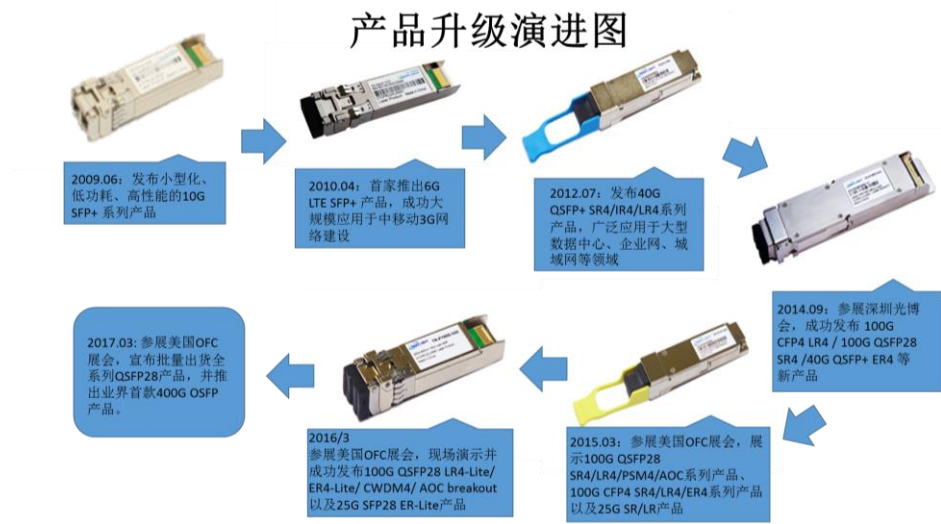 产品升级演进图
2009.06：发布小型化、
低功耗、高性能的10G
SFP+ 系列产品
2010.04：首家推出6G
LTE SFP+ 产品，成功大
规模应用于中移动3G网
络建设
2012.07：发布40G
QSFP+ SR4/IR4/LR4系列
产品，广泛应用于大型
数据中心、企业网、城
域网等领域
2014.09：参展深圳光博
会，成功发布 100G
CFP4 LR4 / 100G QSFP28
SR4 /40G QSFP+ ER4 等
新产品
2015.03：参展美国OFC展会，展
示100G QSFP28
SR4/LR4/PSM4/AOC系列产品、
100G CFP4 SR4/LR4/ER4系列产品
以及25G SR/LR产品
2016/3
参展美国OFC展会，现场演示并
成功发布100G QSFP28 LR4-Lite/
ER4-Lite/ CWDM4/ AOC breakout
以及25G SFP28 ER-Lite产品
2017.03: 参展美国OFC
展会，宣布批量出货全
系列QSFP28产品，并推
出业界首款400G OSFP
产品。